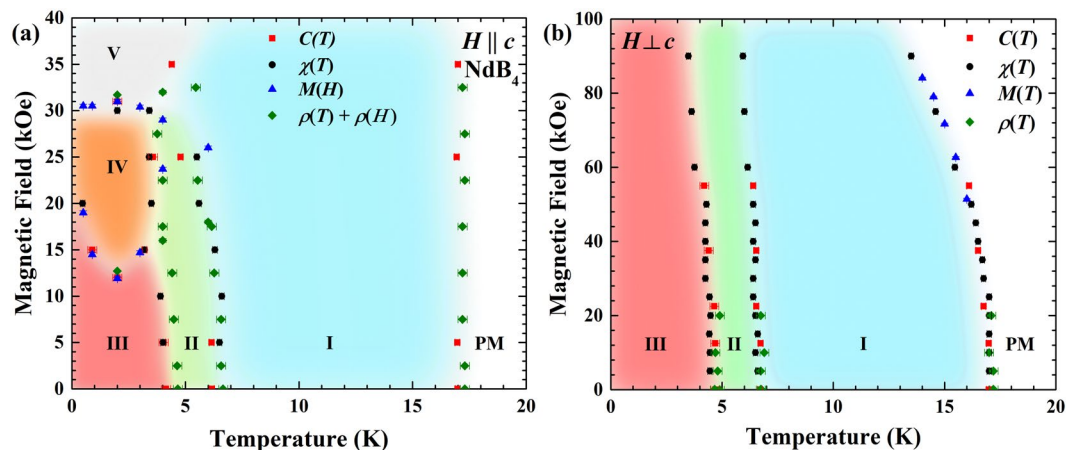 (a)
H ∥ c
NdB₄
C(T)
χ(T)
M(H)
ρ(T) + ρ(H)
V
IV
III
II
I
PM
40
35
30
25
20
15
10
5
0
Magnetic Field (kOe)
0 5 10 15 20
Temperature (K)
(b)
H⊥c
C(T)
χ(T)
M(T)
ρ(T)
III
II
I
PM
100
80
60
40
20
0
Magnetic Field (kOe)
0 5 10 15 20
Temperature (K)